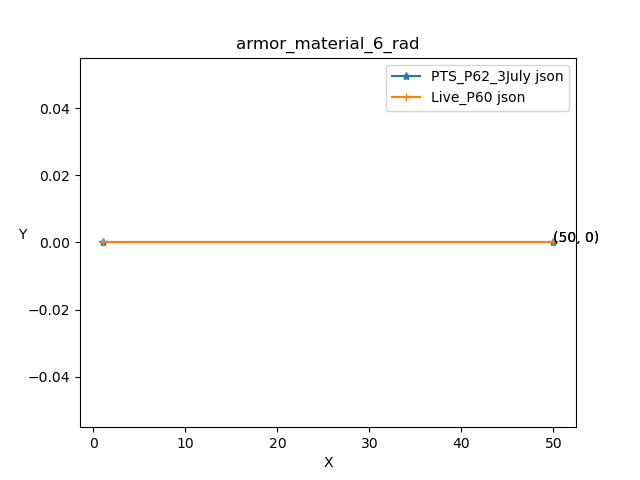 armor_material_6_rad
PTS_P62_3July json
Live_P60 json
0.04
0.02
0.00
−0.02
−0.04
Y
(50, 0)
0 10 20 30 40 50
X